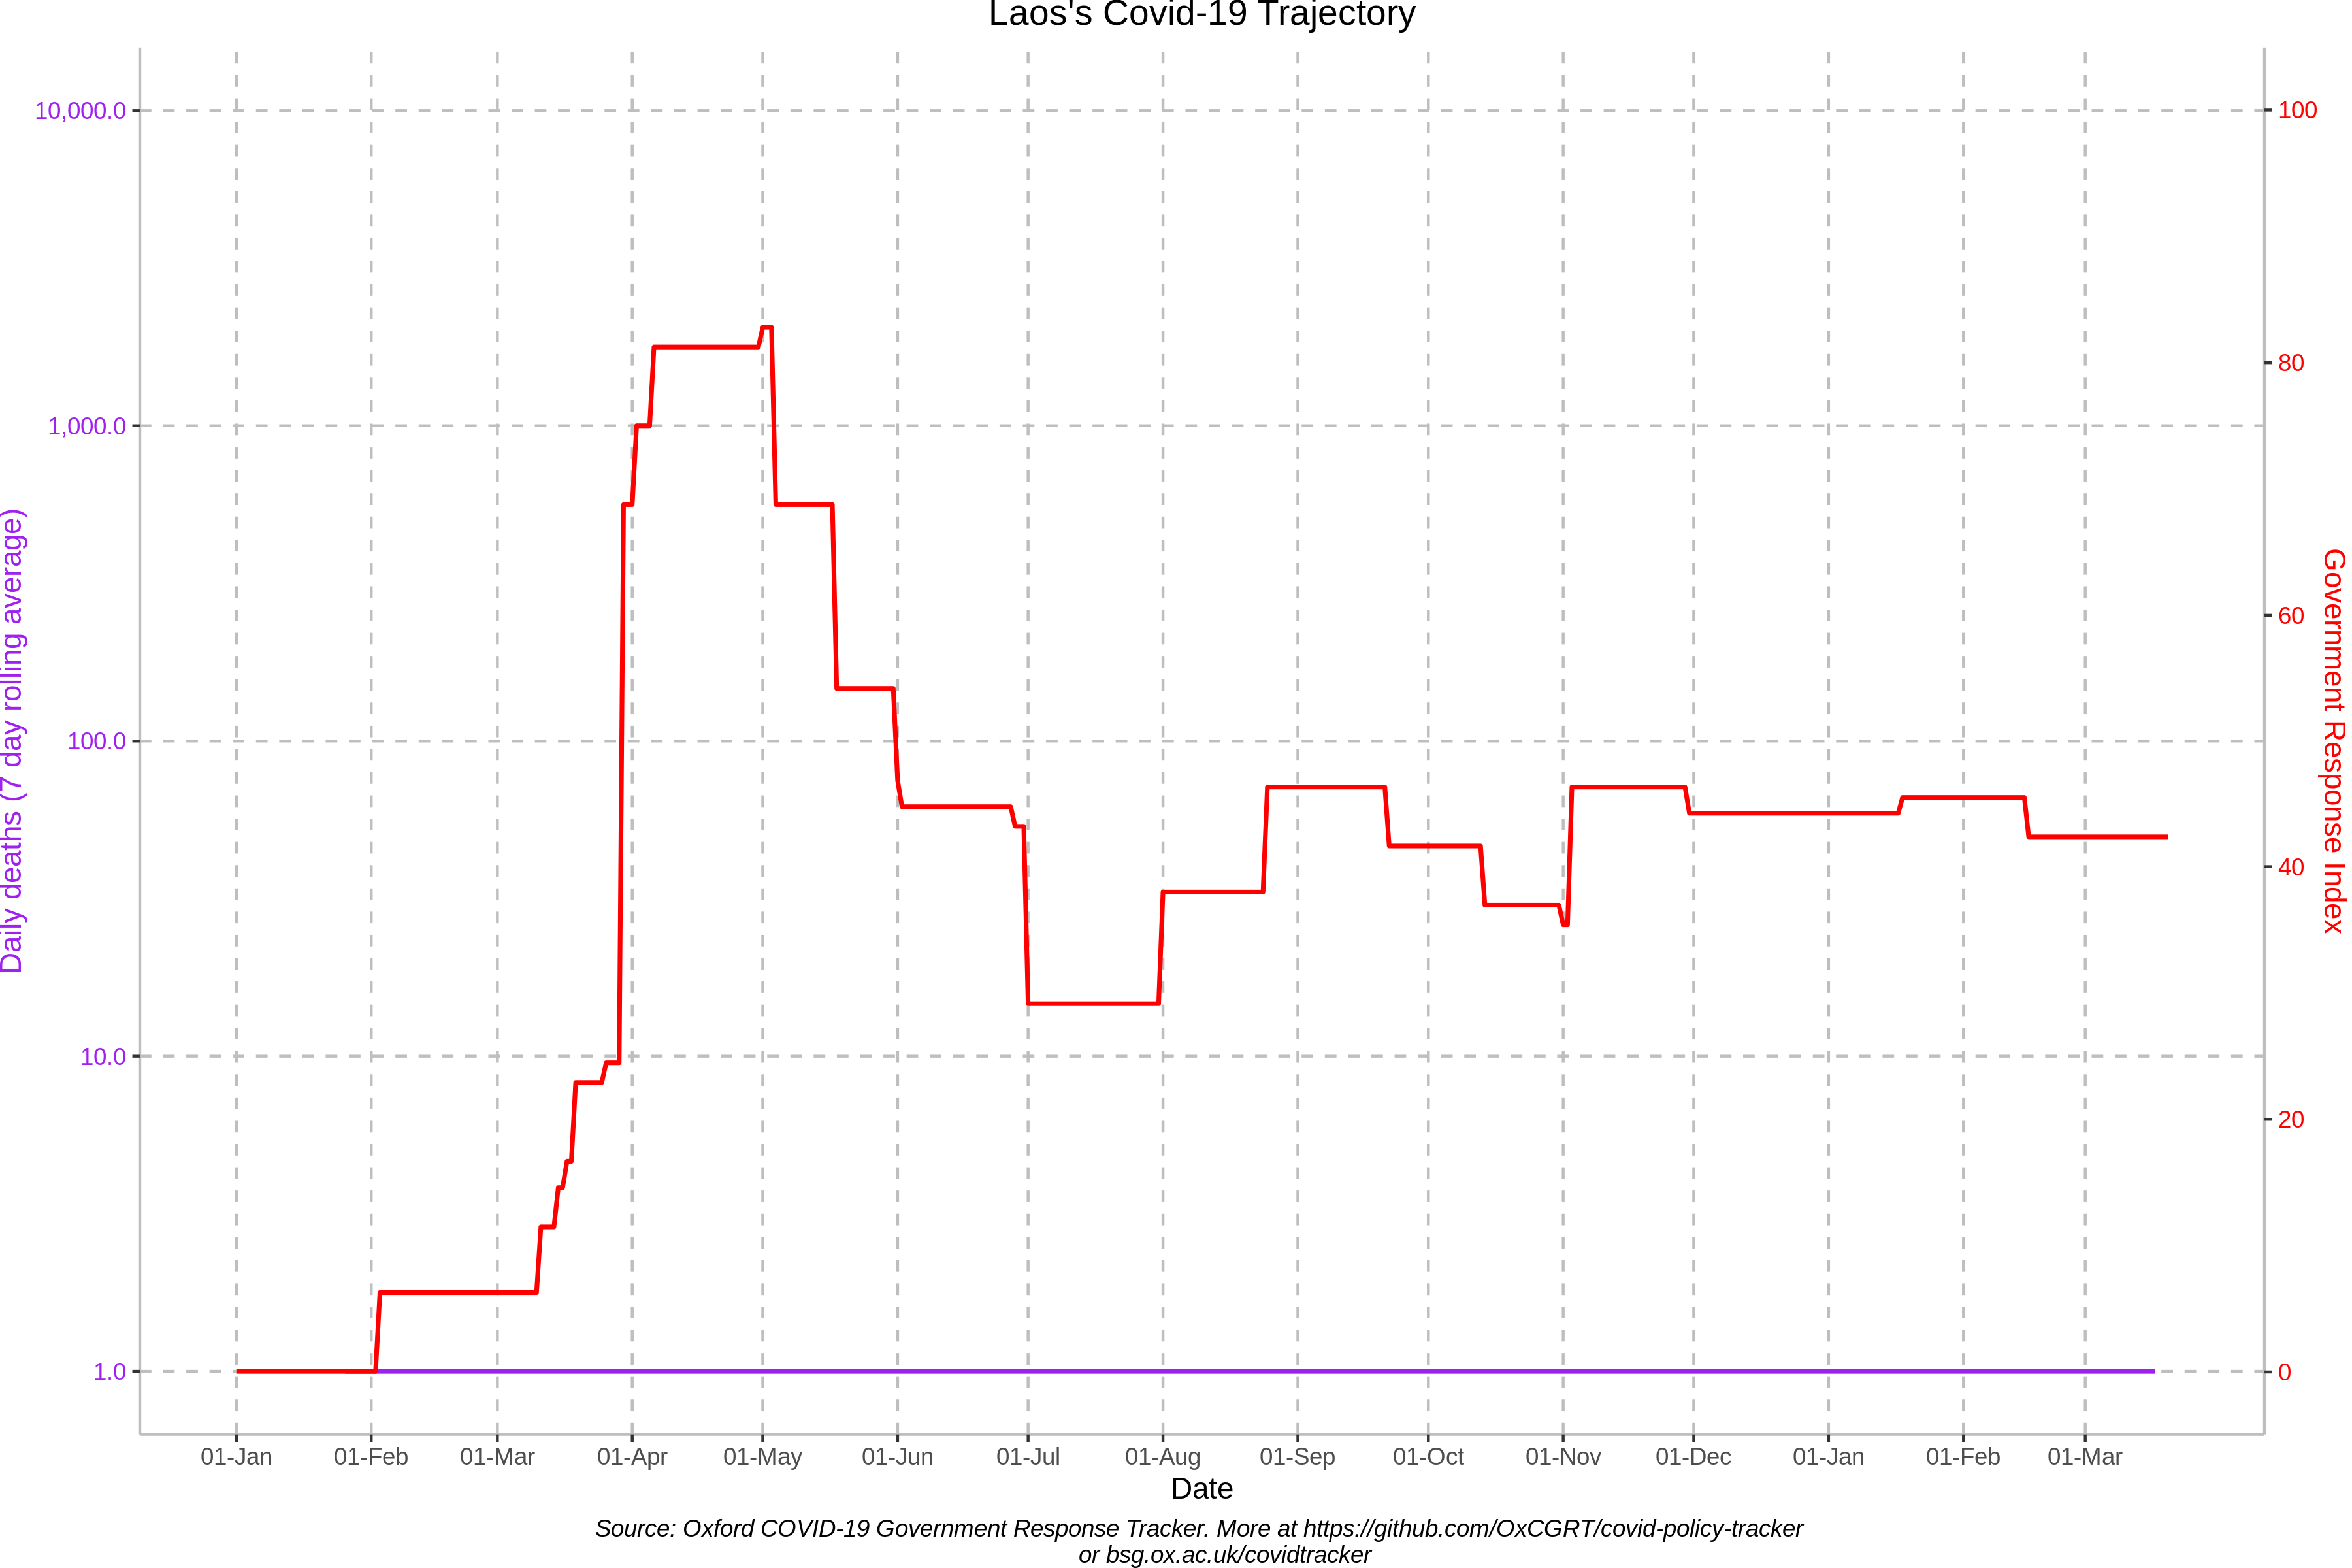 Laos's Covid-19 Trajectory
10,000.0
1,000.0
100.0
10.0
1.0
Daily deaths (7 day rolling average)
100
80
60
40
20
0
Government Response Index
01-Jan 01-Feb 01-Mar 01-Apr 01-May 01-Jun 01-Jul 01-Aug 01-Sep 01-Oct 01-Nov 01-Dec 01-Jan 01-Feb 01-Mar
Date
Source: Oxford COVID-19 Government Response Tracker. More at https://github.com/OxCGRT/covid-policy-tracker
or bsg.ox.ac.uk/covidtracker